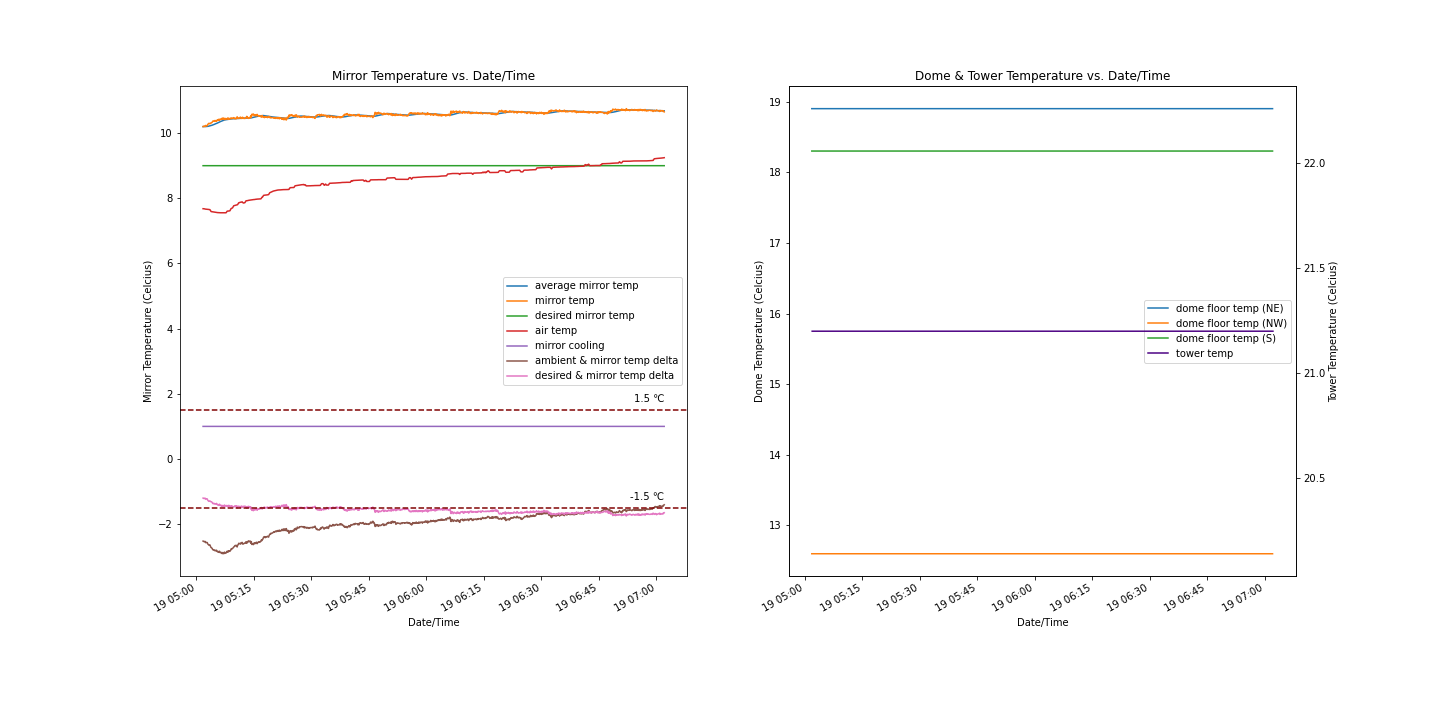 Mirror Temperature vs. Date/Time
Mirror Temperature (Celcius)
10
8
6
4
2
0
−2
average mirror temp
mirror temp
desired mirror temp
air temp
mirror cooling
ambient & mirror temp delta
desired & mirror temp delta
1.5 ℃
-1.5 ℃
19 05:00
19 05:15
19 05:30
19 05:45
19 06:00
19 06:15
19 06:30
19 06:45
19 07:00
Date/Time
Dome & Tower Temperature vs. Date/Time
Dome Temperature (Celcius)
19
18
17
16
15
14
13
dome floor temp (NE)
dome floor temp (NW)
dome floor temp (S)
tower temp
22.0
21.5
21.0
20.5
Tower Temperature (Celcius)
19 05:00
19 05:15
19 05:30
19 05:45
19 06:00
19 06:15
19 06:30
19 06:45
19 07:00
Date/Time